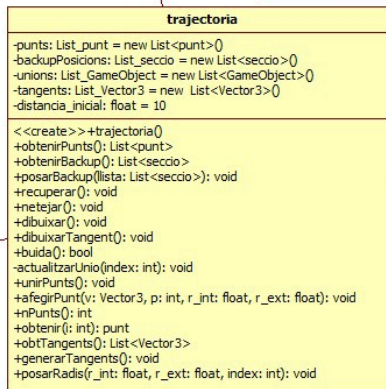 trajectoria
-punts: List_punt = new List<punt>()
-backupPosicions: List_seccio = new List<seccio>()
-unions: List_GameObject = new List<GameObject>()
-tangents: List_Vector3 = new List<Vector3>()
-distancia_inicial: float = 10
<<create>>+trajectoria()
+obtenirPunts(): List<punt>
+obtenirBackup(): List<seccio>
+posarBackup(llista: List<seccio>): void
+recuperar(): void
+netejar(): void
+dibuixar(): void
+dibuixarTangent(): void
+buida(): bool
-actualitzarUnio(index: int): void
+unirPunts(): void
+afegirPunt(v: Vector3, p: int, r_int: float, r_ext: float): void
+nPunts(): int
+obtenir(i: int): punt
+obtTangents(): List<Vector3>
+generarTangents(): void
+posarRadis(r_int: float, r_ext: float, index: int): void